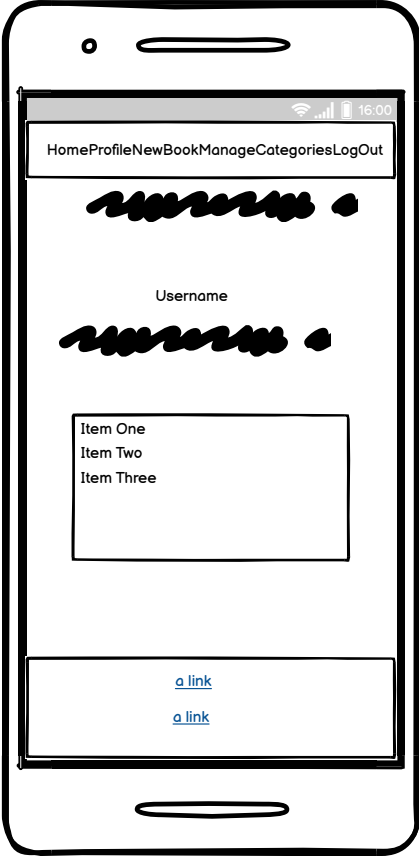 16:00
HomeProfileNewBookManageCategoriesLogOut
Username
Item One
Item Two
Item Three
a link
a link